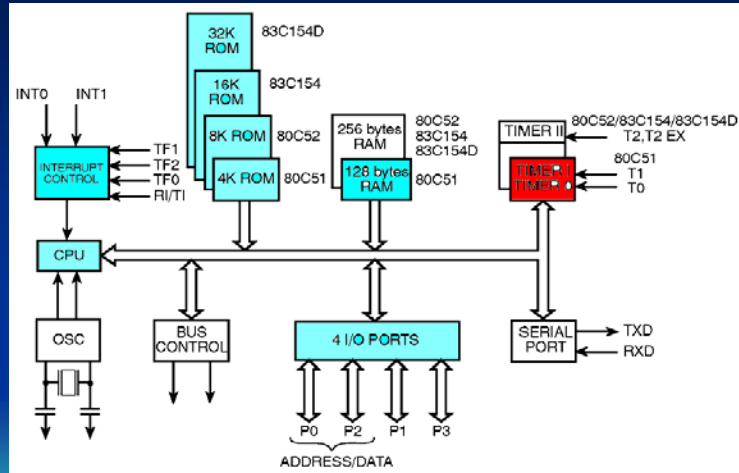 32K
ROM
83C154D
16K
ROM
83C154
8K ROM
80C52
4K ROM
80C51
INT0
INT1
TF1
TF2
TF0
RI/TI
INTERRUPT
CONTROL
256 bytes
RAM
80C52
83C154
83C154D
128 bytes
RAM
80C51
80C52/83C154/83C154D
TIMER II
T2,T2 EX
80C51
TIMER I
T1
TIMER 0
T0
CPU
OSC
BUS
CONTROL
4 I/O PORTS
SERIAL
PORT
TXD
RXD
P0
P2
P1
P3
ADDRESS/DATA